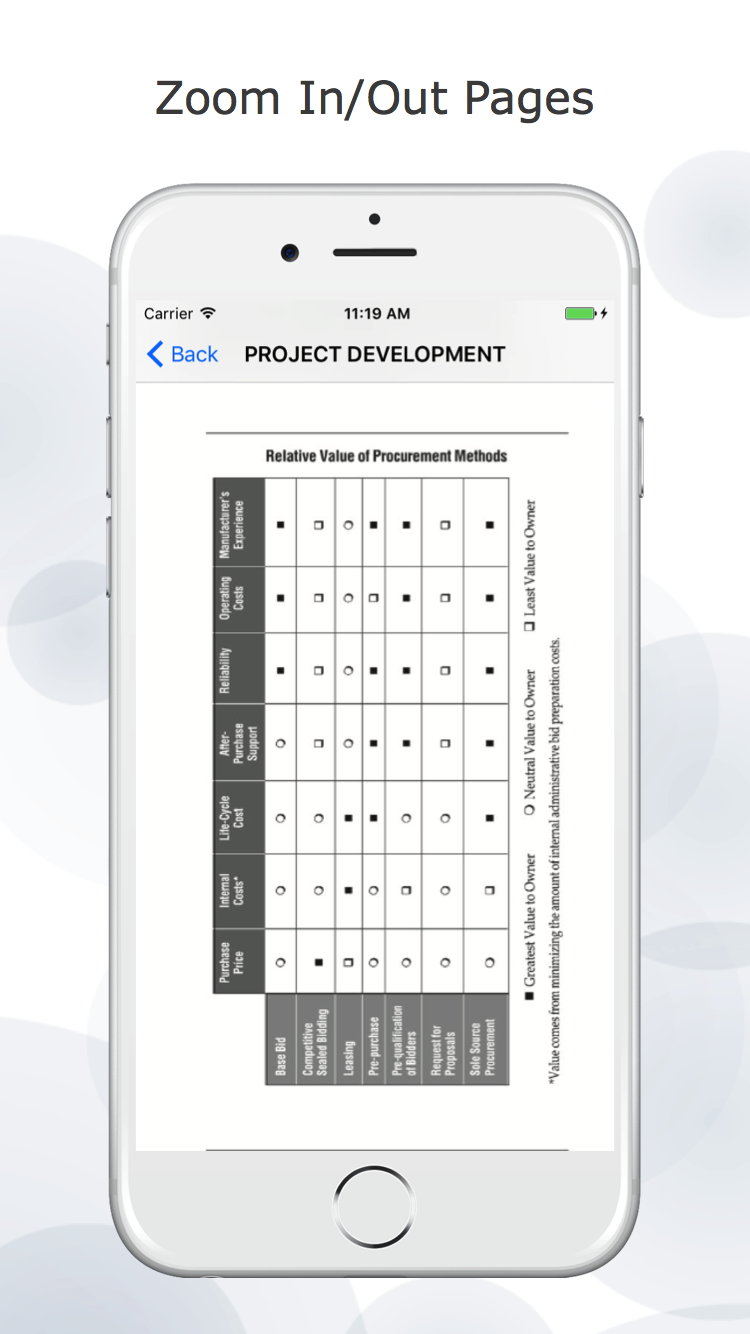 Zoom In/Out Pages
Carrier
11:19 AM
Back
PROJECT DEVELOPMENT
Relative Value of Procurement Methods
Purchase
Price
Internal
Costs*
Life-Cycle
Cost
After-
Purchase
Support
Reliability
Operating
Costs
Manufacturer's
Experience
Base Bid
Competitive
Sealed Bidding
Leasing
Pre-purchase
Pre-qualification
of Bidders
Request for
Proposals
Sole Source
Procurement
■ Greatest Value to Owner
○ Neutral Value to Owner
❑ Least Value to Owner
*Value comes from minimizing the amount of internal administrative bid preparation costs.